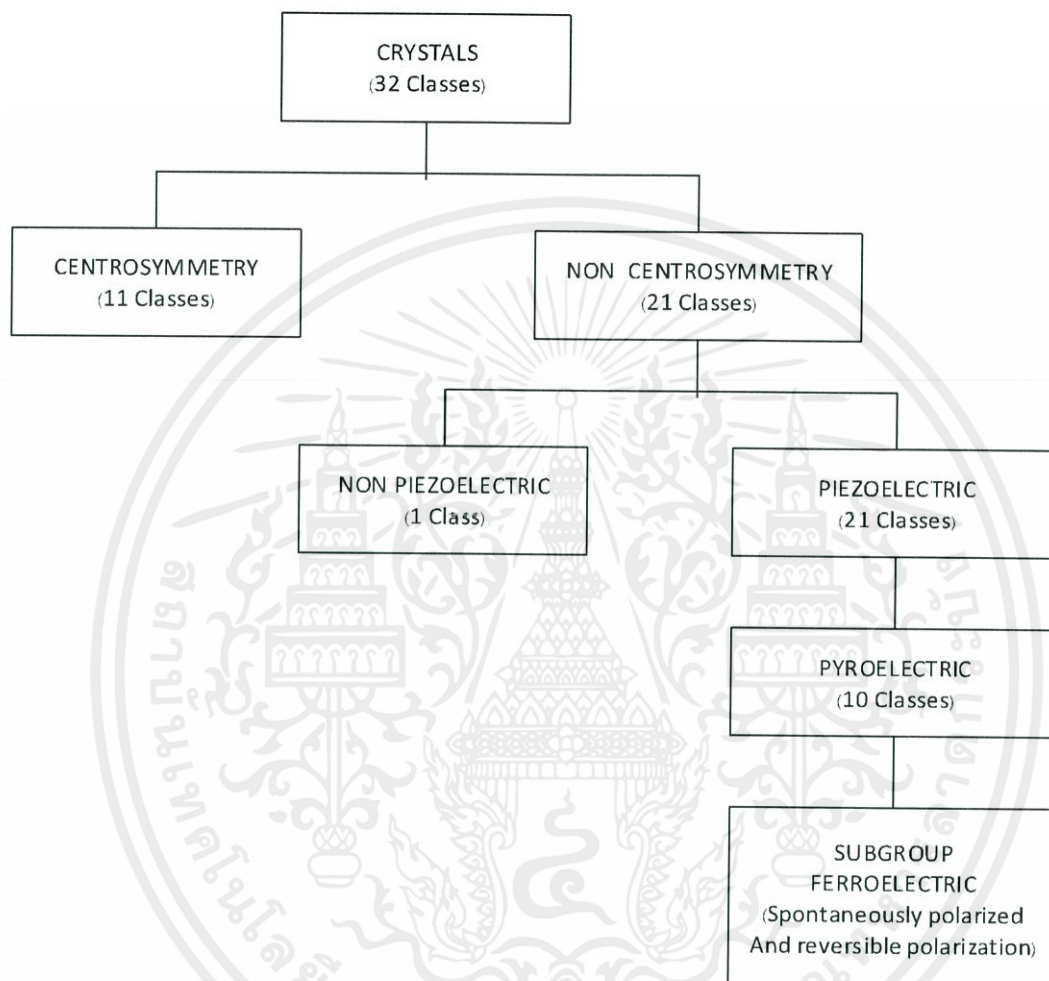 CRYSTALS
(32 Classes)
CENTROSYMMETRY
(11 Classes)
NON CENTROSYMMETRY
(21 Classes)
NON PIEZOELECTRIC
(1 Class)
PIEZOELECTRIC
(21 Classes)
PYROELECTRIC
(10 Classes)
SUBGROUP
FERROELECTRIC
(Spontaneously polarized
And reversible polarization)